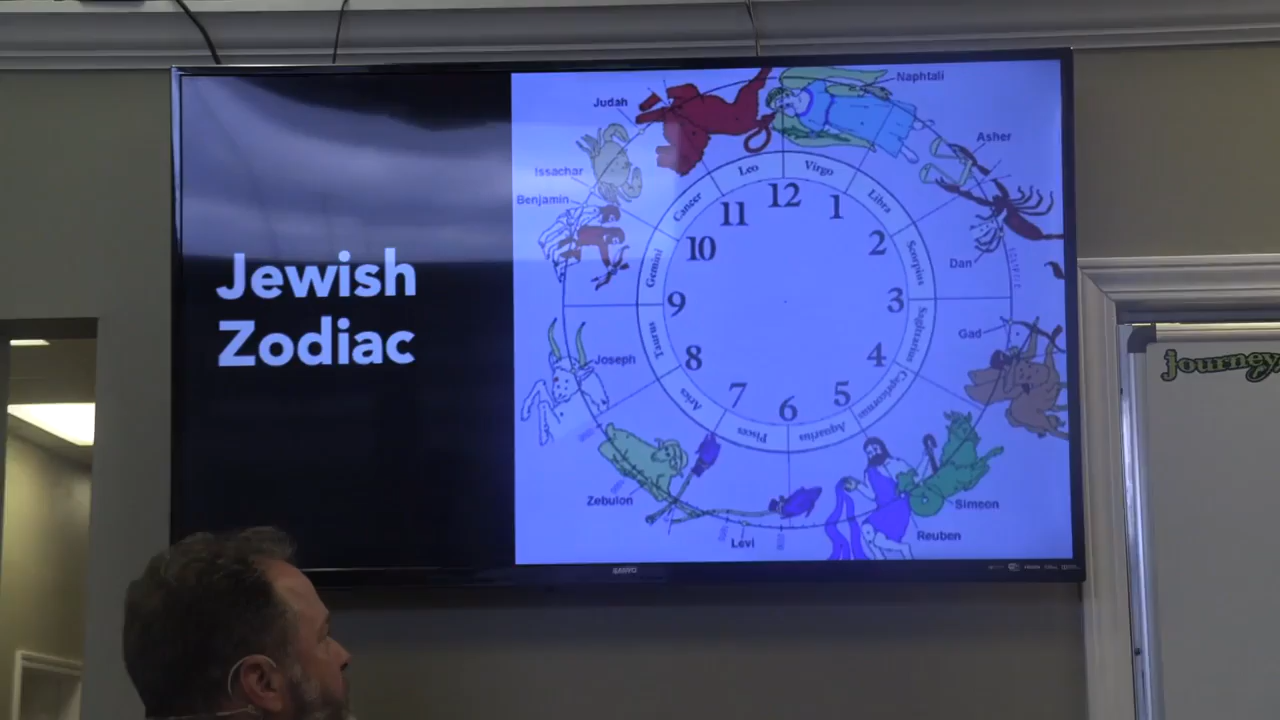 Jewish
Zodiac
Naphtali
Judah
Asher
Issachar
Benjamin
Dan
Gad
Joseph
Zebulon
Simeon
Levi
Reuben
Leo
Virgo
Cancer
Libra
Gemini
Scorpius
Taurus
Sagittarius
Aries
Capricornus
Pisces
Aquarius
12
11
1
10
2
9
3
8
4
7
5
6
SANYO
journey